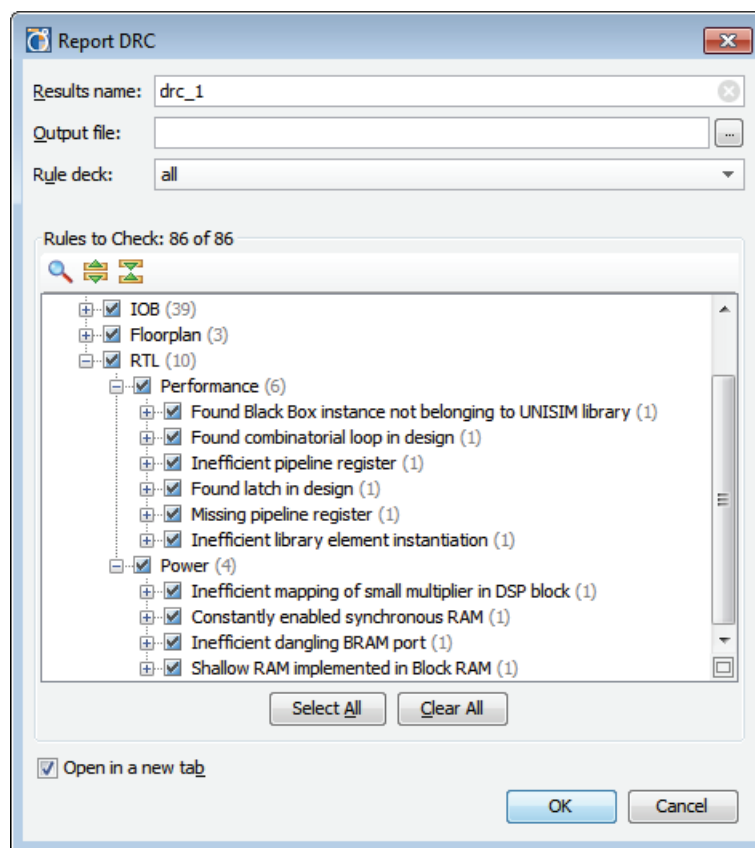 Report DRC
Results name: drc_1
Output file:
...
Rule deck: all
Rules to Check: 86 of 86
IOB (39)
Floorplan (3)
RTL (10)
Performance (6)
Found Black Box instance not belonging to UNISIM library (1)
Found combinatorial loop in design (1)
Inefficient pipeline register (1)
Found latch in design (1)
Missing pipeline register (1)
Inefficient library element instantiation (1)
Power (4)
Inefficient mapping of small multiplier in DSP block (1)
Constantly enabled synchronous RAM (1)
Inefficient dangling BRAM port (1)
Shallow RAM implemented in Block RAM (1)
Select All Clear All
Open in a new tab
OK Cancel